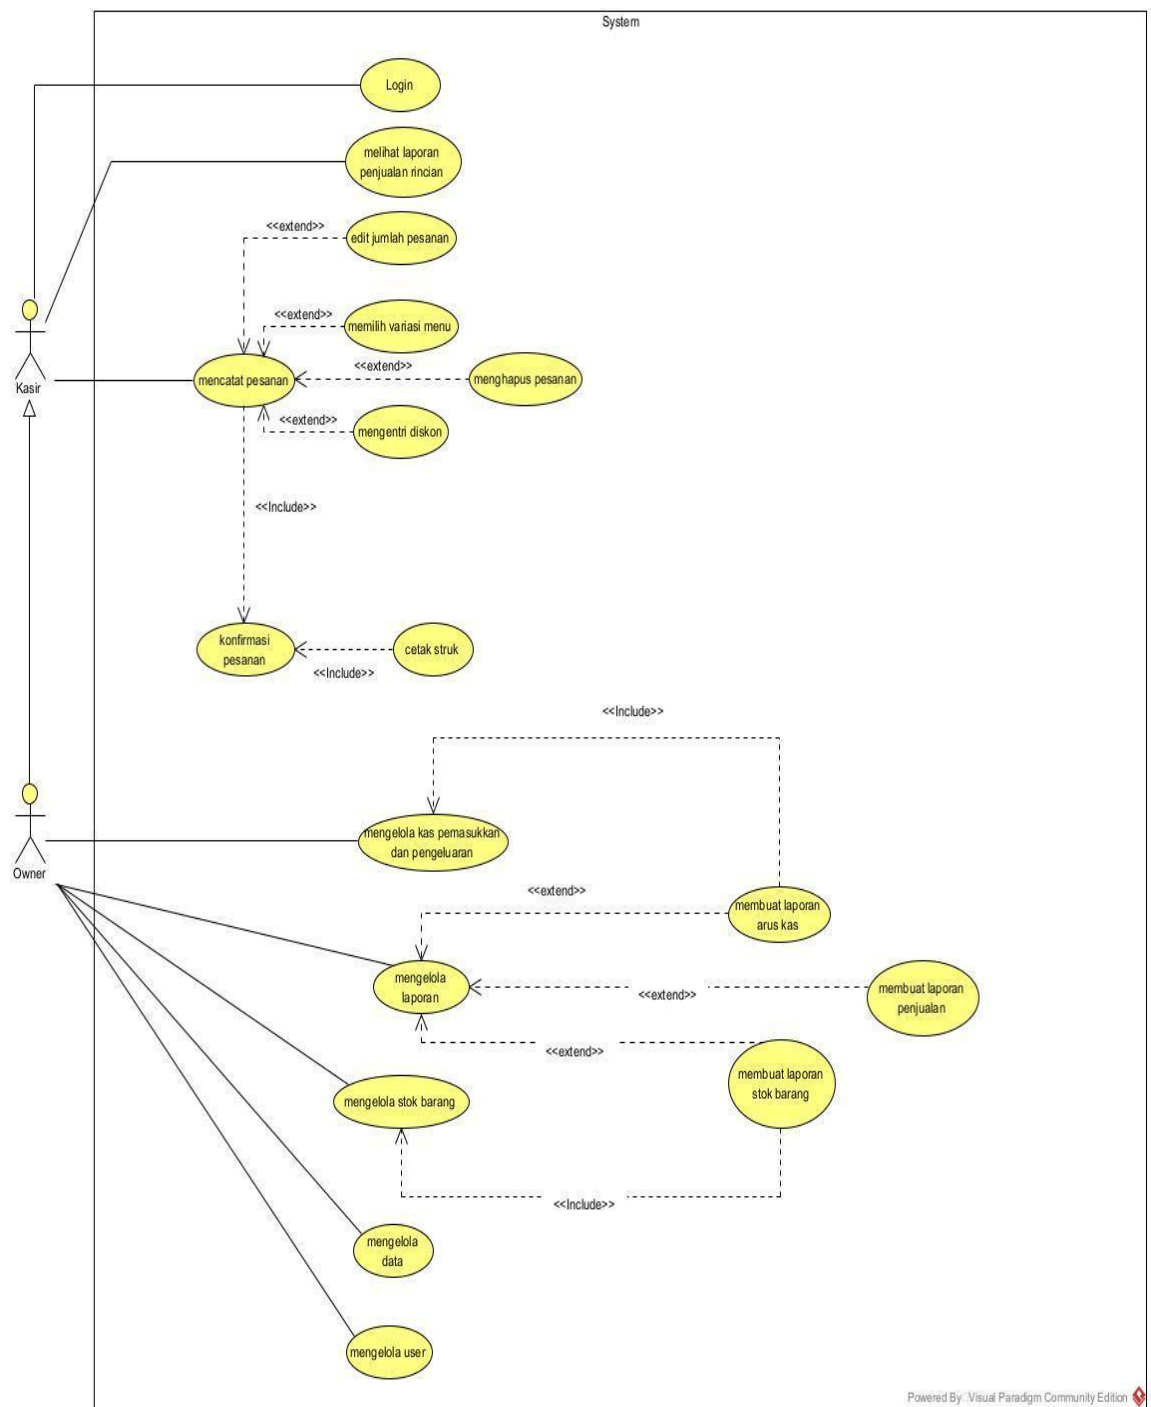 System
Login
melihat laporan
penjualan rincian
<<extend>>
edit jumlah pesanan
<<extend>>
memilih variasi menu
<<extend>>
mencatat pesanan
menghapus pesanan
Kasir
<<extend>>
mengentri diskon
<<Include>>
konfirmasi
pesanan
cetak struk
<<Include>>
<<Include>>
mengelola kas pemasukkan
dan pengeluaran
Owner
<<extend>>
membuat laporan
arus kas
mengelola
laporan
<<extend>>
membuat laporan
penjualan
<<extend>>
membuat laporan
stok barang
mengelola stok barang
<<Include>>
mengelola
data
mengelola user
Powered By Visual Paradigm Community Edition